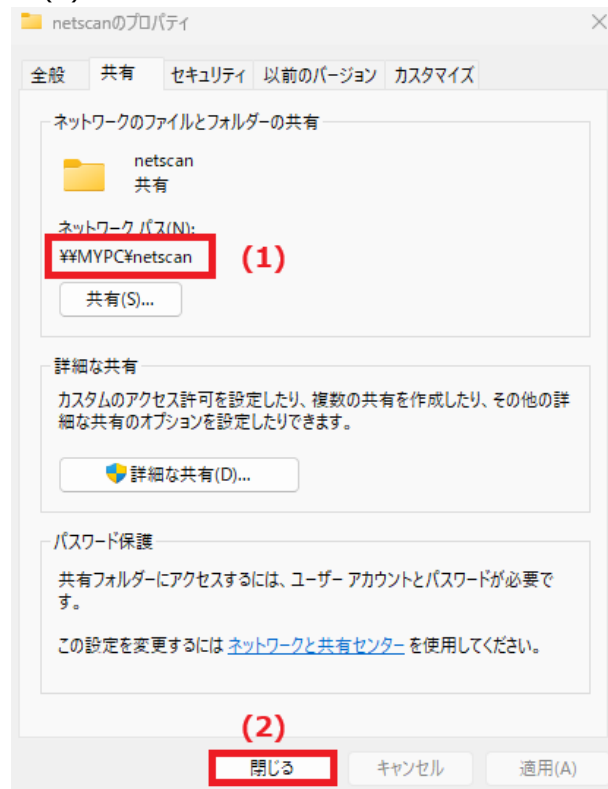 netscanのプロパティ
全般 共有 セキュリティ 以前のバージョン カスタマイズ
ネットワークのファイルとフォルダーの共有
netscan
共有
ネットワーク パス(N):
¥¥MYPC¥netscan
(1)
共有(S)...
詳細な共有
カスタムのアクセス許可を設定したり、複数の共有を作成したり、その他の詳
細な共有のオプションを設定したりできます。
詳細な共有(D)...
パスワード保護
共有フォルダーにアクセスするには、ユーザー アカウントとパスワードが必要で
す。
この設定を変更するには ネットワークと共有センター を使用してください。
(2)
閉じる キャンセル 適用(A)